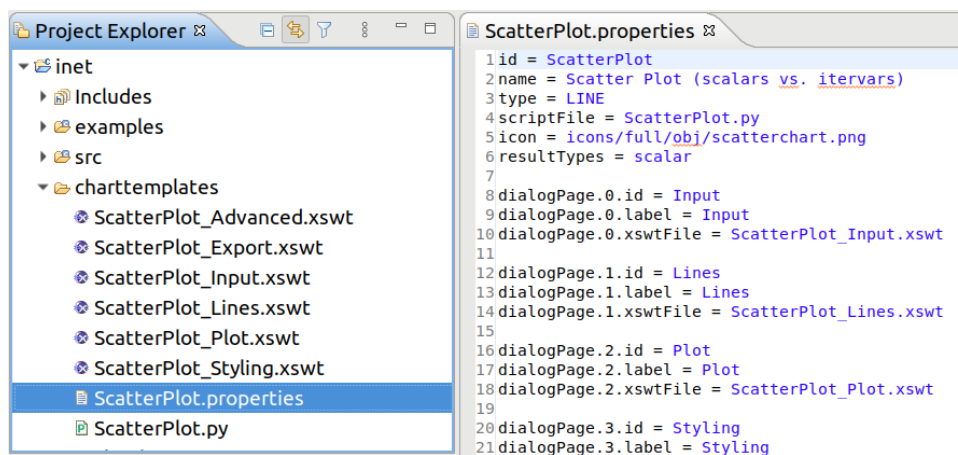 Project Explorer
inet
Includes
examples
src
charttemplates
ScatterPlot_Advanced.xswt
ScatterPlot_Export.xswt
ScatterPlot_Input.xswt
ScatterPlot_Lines.xswt
ScatterPlot_Plot.xswt
ScatterPlot_Styling.xswt
ScatterPlot.properties
ScatterPlot.py
ScatterPlot.properties
1 id = ScatterPlot
2 name = Scatter Plot (scalars vs. itervars)
3 type = LINE
4 scriptFile = ScatterPlot.py
5 icon = icons/full/obj/scatterchart.png
6 resultTypes = scalar
7
8 dialogPage.0.id = Input
9 dialogPage.0.label = Input
10 dialogPage.0.xswtFile = ScatterPlot_Input.xswt
11
12 dialogPage.1.id = Lines
13 dialogPage.1.label = Lines
14 dialogPage.1.xswtFile = ScatterPlot_Lines.xswt
15
16 dialogPage.2.id = Plot
17 dialogPage.2.label = Plot
18 dialogPage.2.xswtFile = ScatterPlot_Plot.xswt
19
20 dialogPage.3.id = Styling
21 dialogPage.3.label = Styling